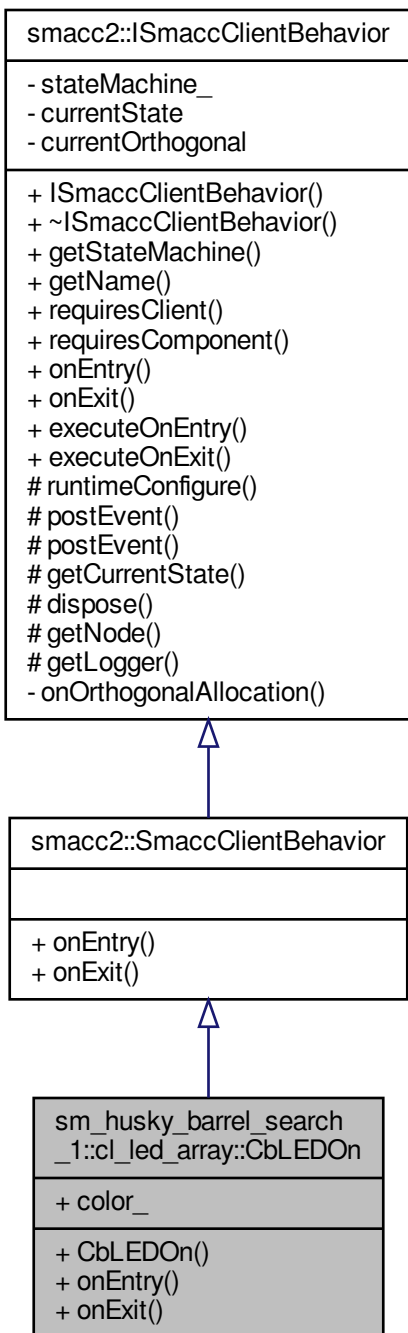 smacc2::ISmaccClientBehavior
- stateMachine_
- currentState
- currentOrthogonal
+ ISmaccClientBehavior()
+ ~ISmaccClientBehavior()
+ getStateMachine()
+ getName()
+ requiresClient()
+ requiresComponent()
+ onEntry()
+ onExit()
+ executeOnEntry()
+ executeOnExit()
# runtimeConfigure()
# postEvent()
# postEvent()
# getCurrentState()
# dispose()
# getNode()
# getLogger()
- onOrthogonalAllocation()
smacc2::SmaccClientBehavior
+ onEntry()
+ onExit()
sm_husky_barrel_search
_1::cl_led_array::CbLEDOn
+ color_
+ CbLEDOn()
+ onEntry()
+ onExit()